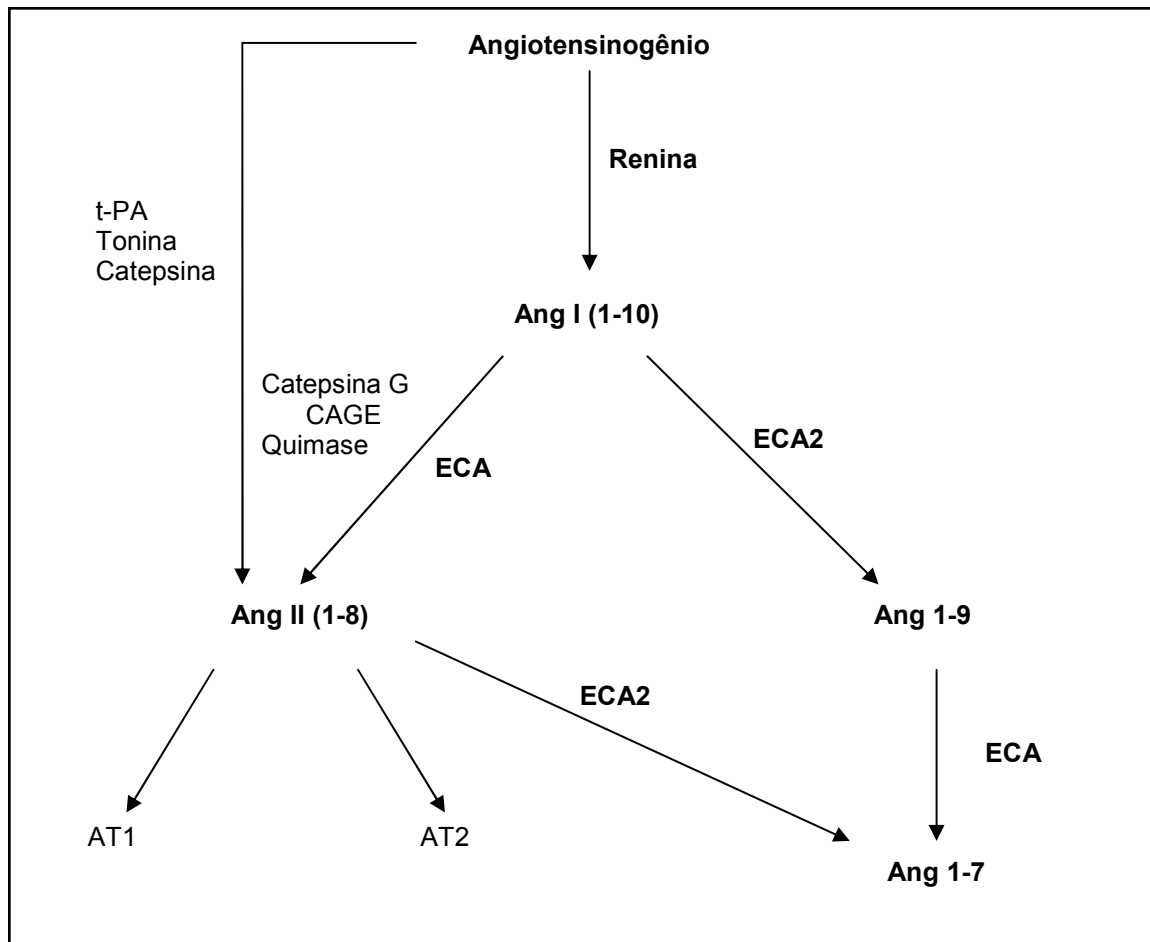 Angiotensinogênio
Renina
t-PA
Tonina
Catepsina
Ang I (1-10)
Catepsina G
CAGE
Quimase
ECA
ECA2
Ang II (1-8)
Ang 1-9
ECA2
ECA
AT1
AT2
Ang 1-7